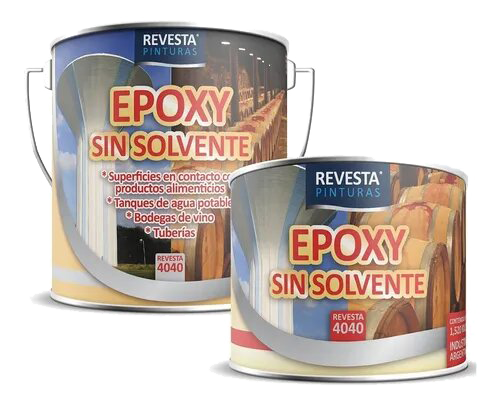 REVESTA®
PINTURAS
EPOXY
SIN SOLVENTE
* Superficies en contacto
productos alimenticios
* Tanques de agua potable
* Bodegas de vino
* Tuberías
REVESTA
4040
REVESTA®
PINTURAS
EPOXY
SIN SOLVENTE
REVESTA
4040